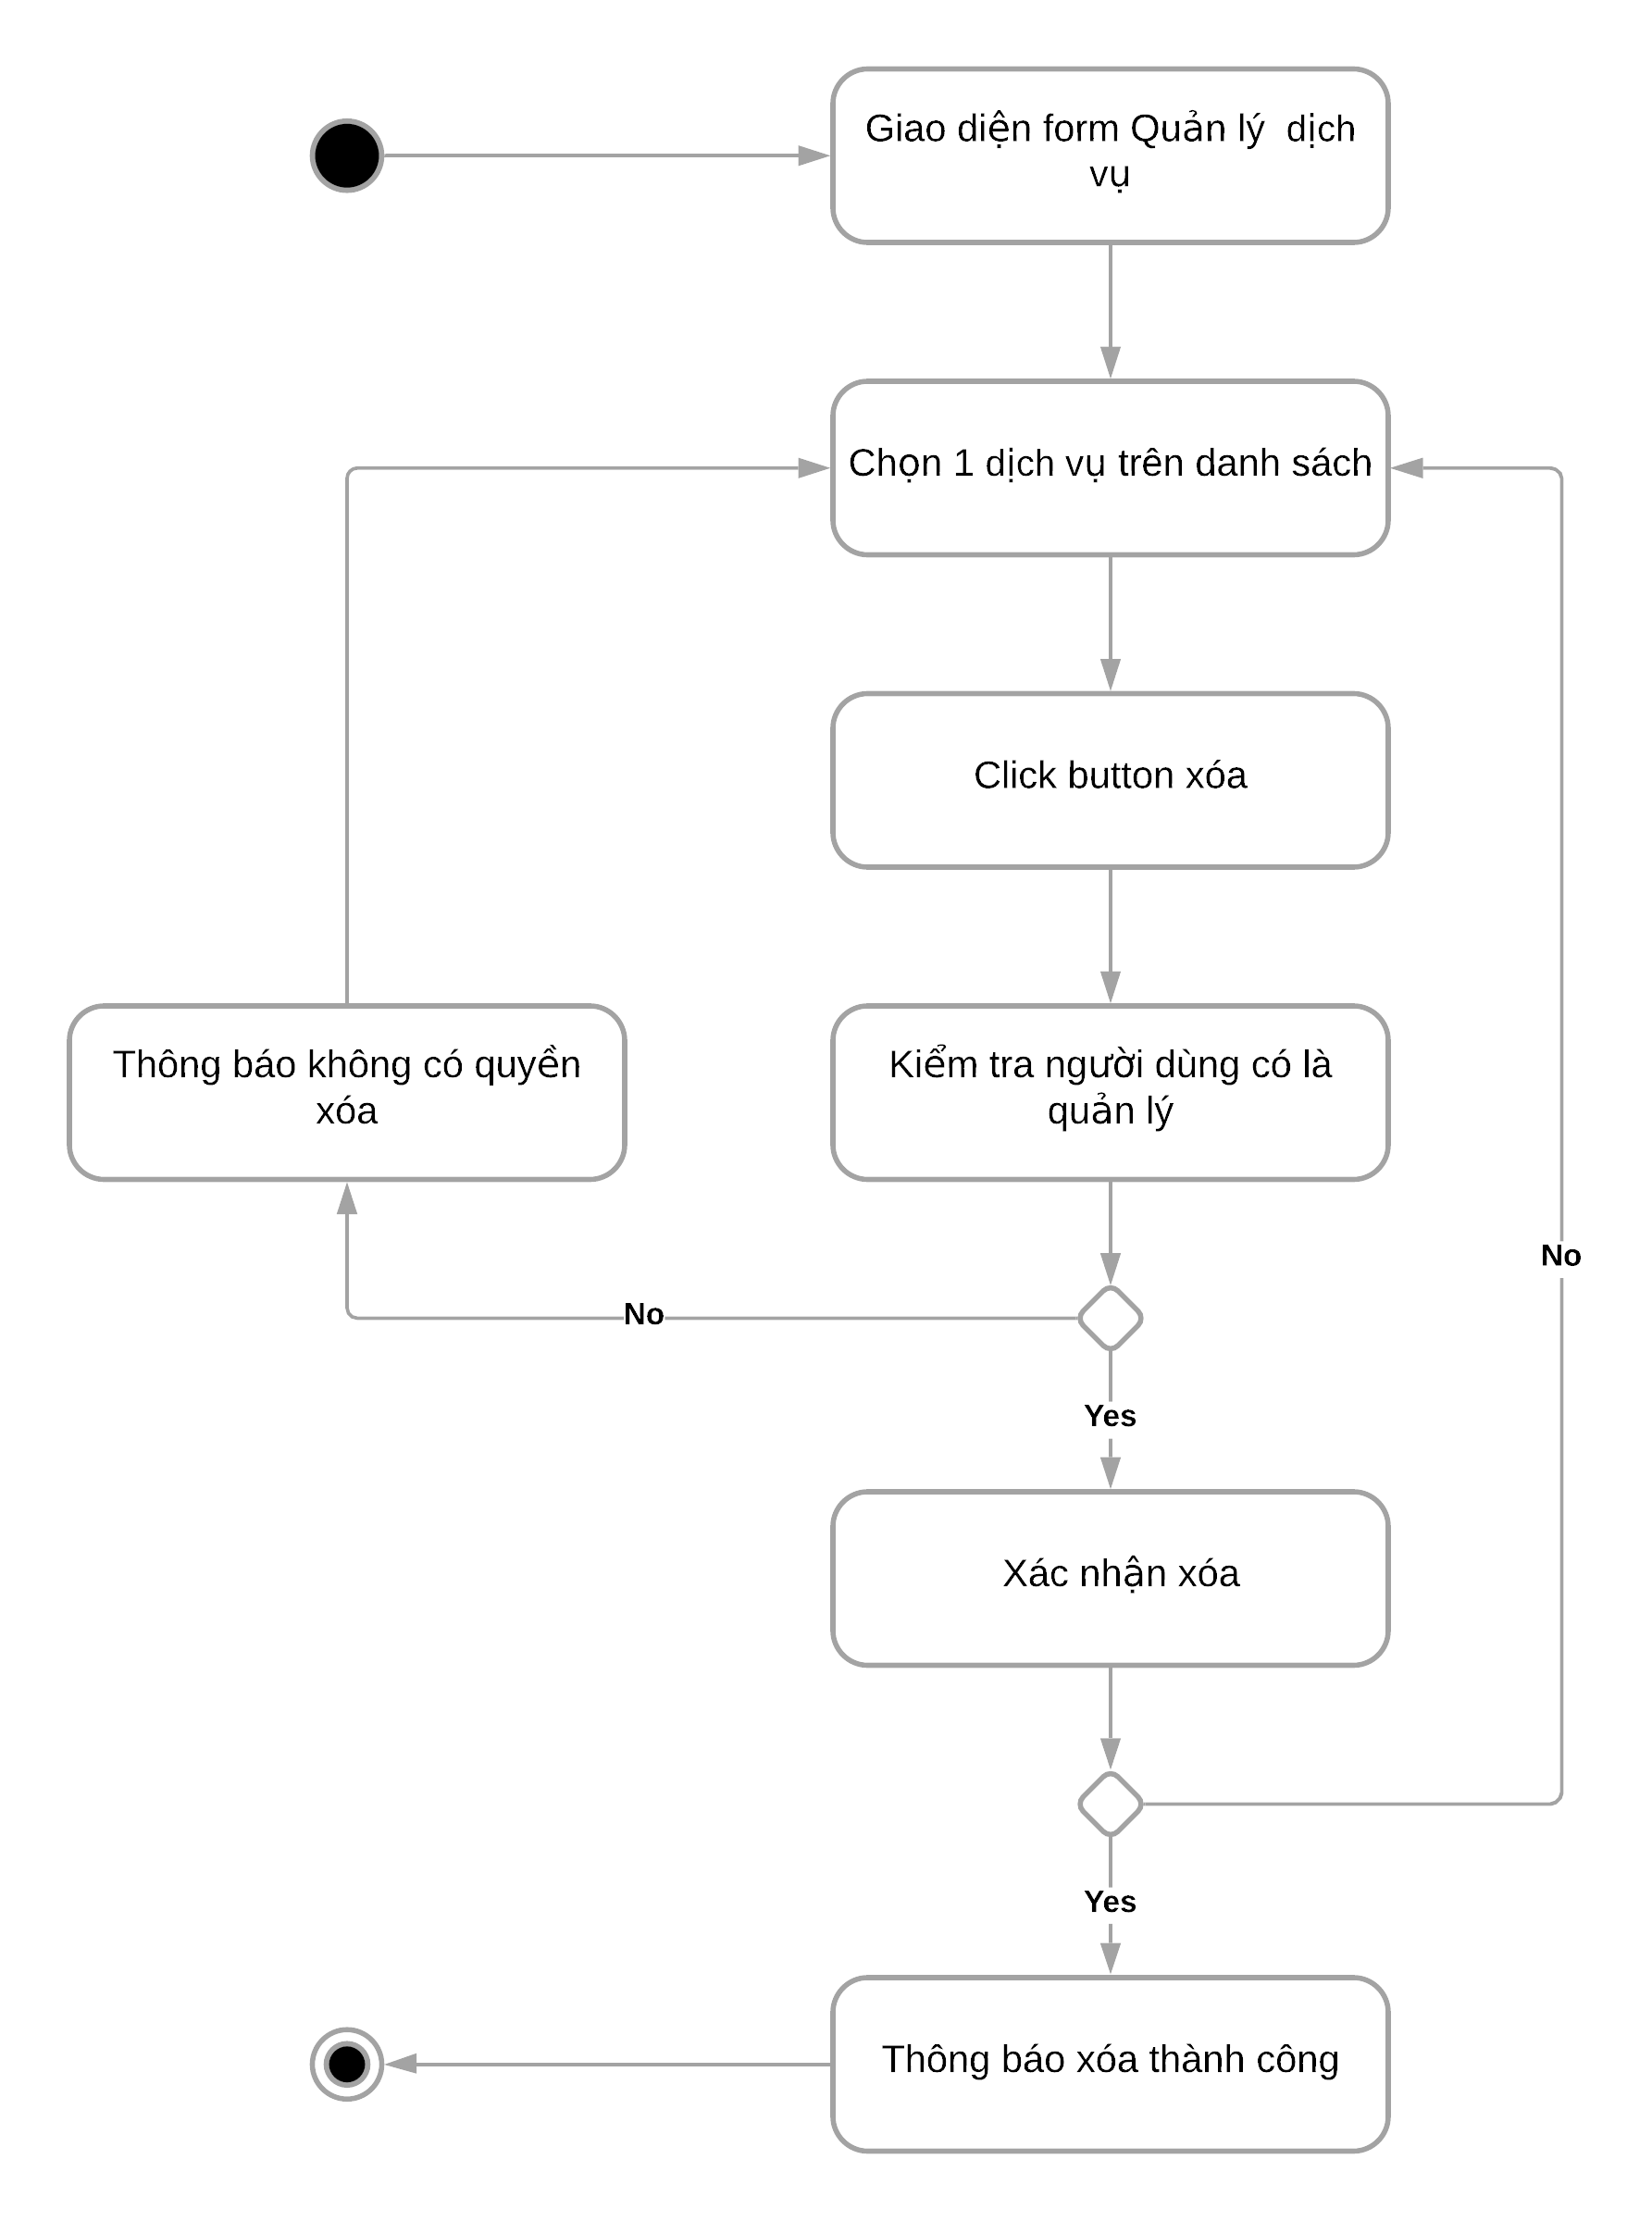 Giao diện form Quản lý  dịch
vụ
Chọn 1 dịch vụ trên danh sách
Click button xóa
Thông báo không có quyền
xóa
Kiểm tra người dùng có là
quản lý
No
No
Yes
Xác nhận xóa
Yes
Thông báo xóa thành công